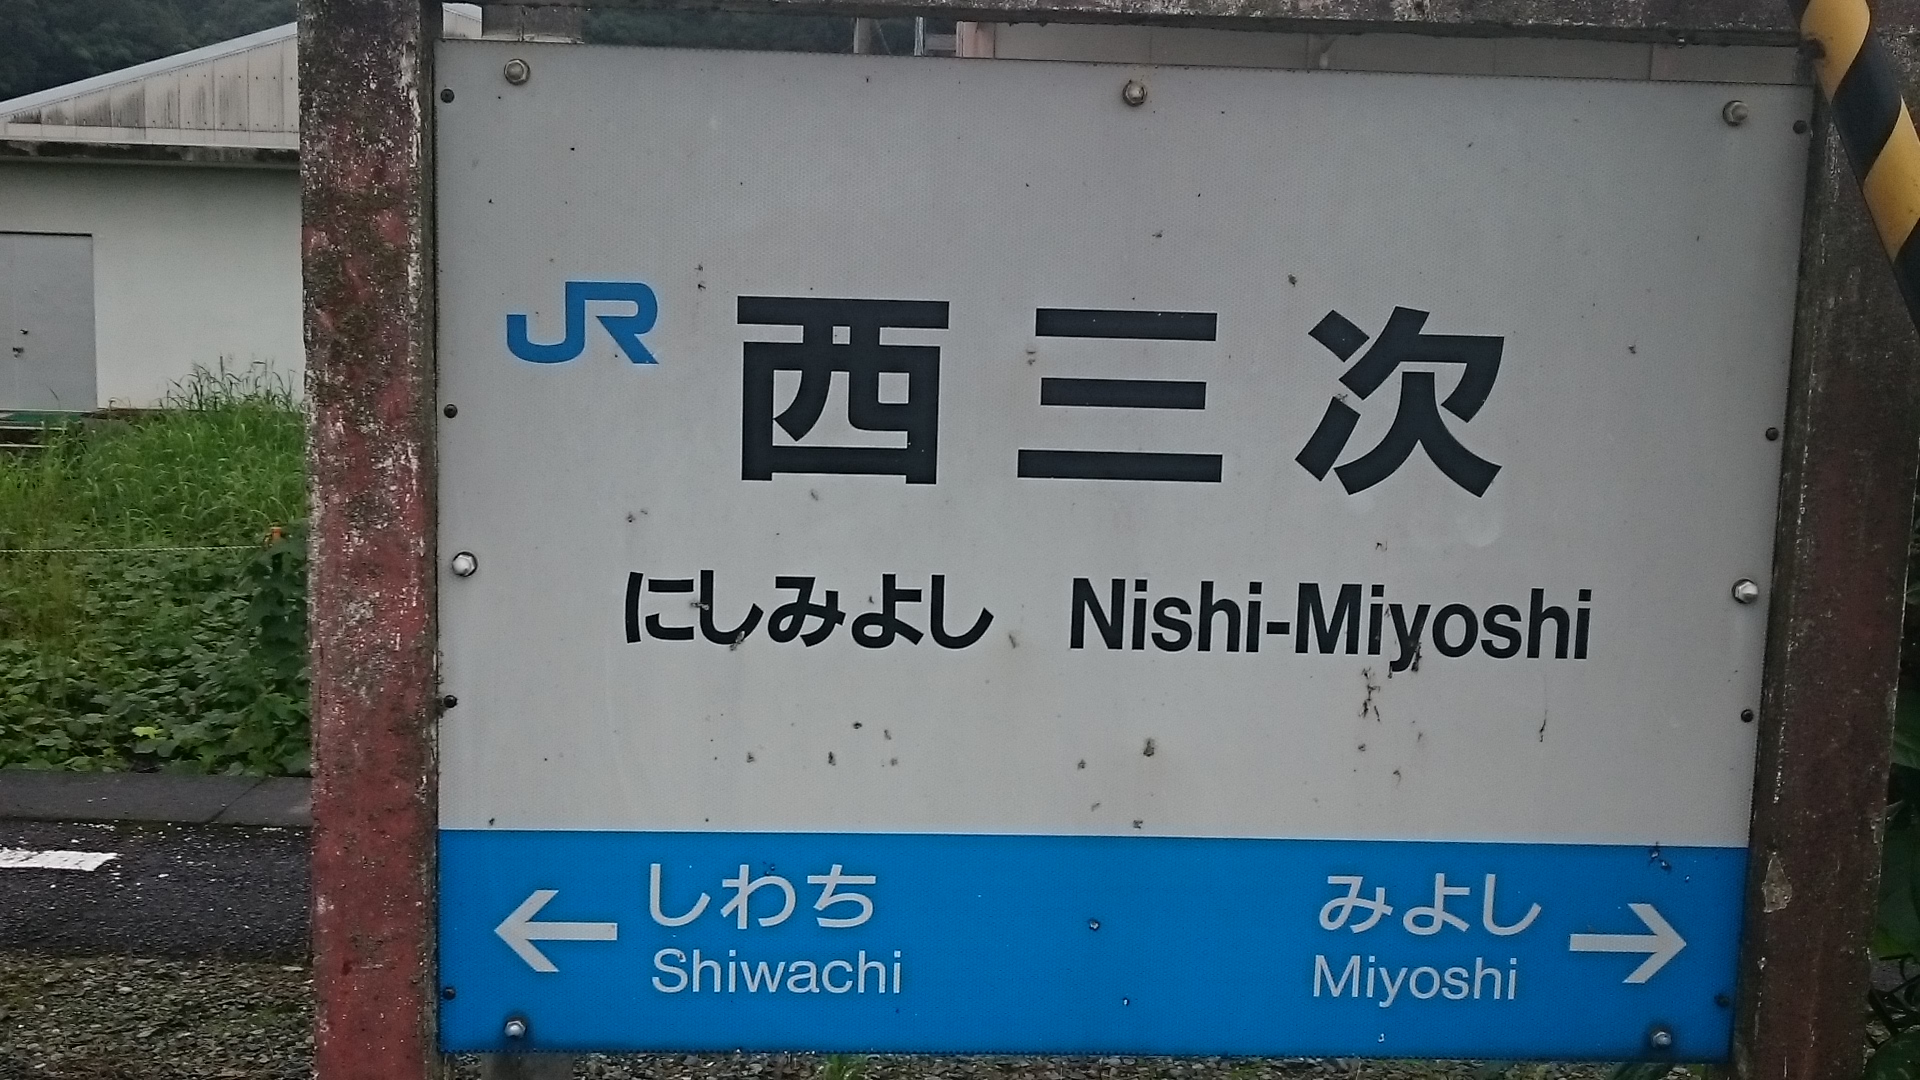 JR 西三次
にしみよし Nishi-Miyoshi
← しわち みよし →
Shiwachi Miyoshi